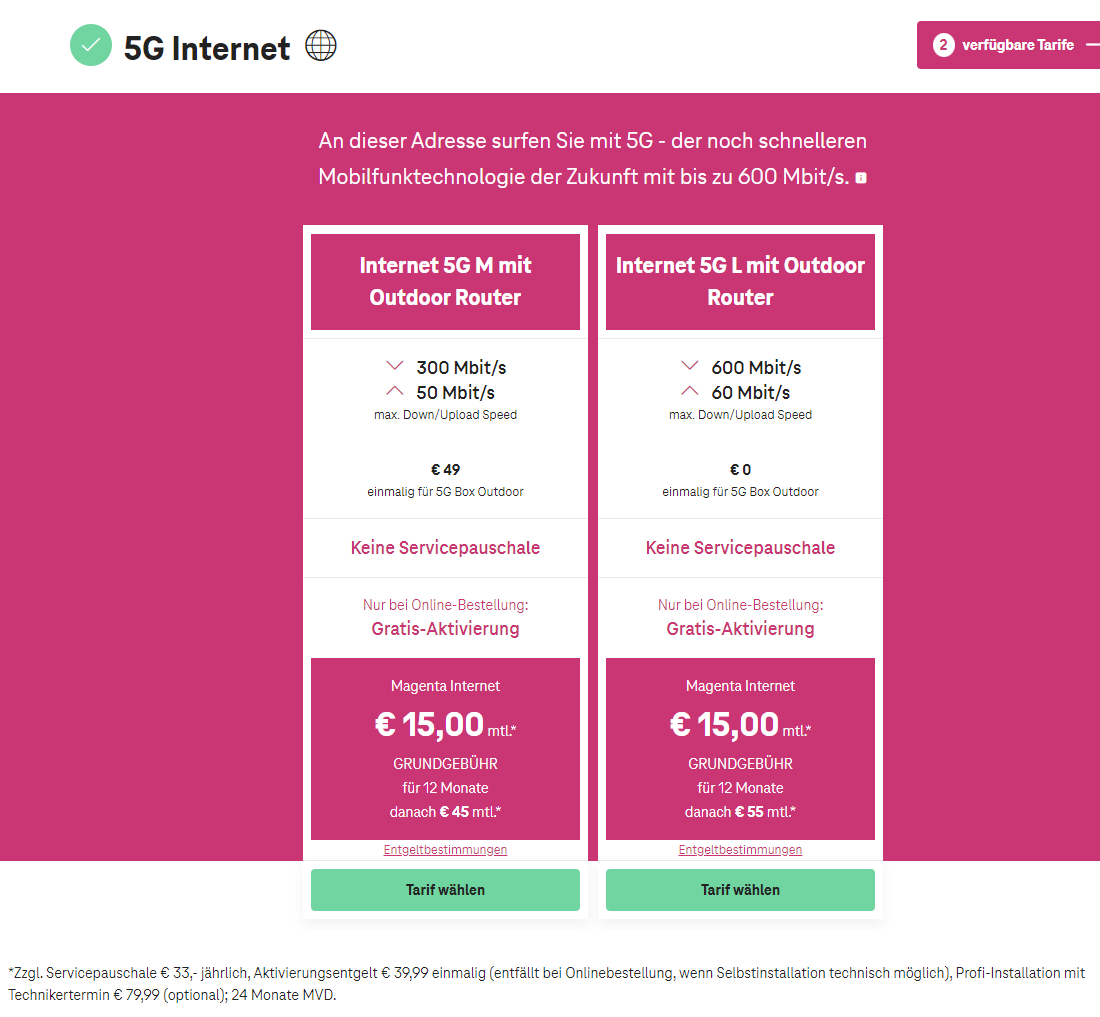 5G Internet
2 verfügbare Tarife
An dieser Adresse surfen Sie mit 5G - der noch schnelleren
Mobilfunktechnologie der Zukunft mit bis zu 600 Mbit/s.
Internet 5G M mit
Outdoor Router
300 Mbit/s
50 Mbit/s
max. Down/Upload Speed
€ 49
einmalig für 5G Box Outdoor
Keine Servicepauschale
Nur bei Online-Bestellung:
Gratis-Aktivierung
Magenta Internet
€ 15,00 mtl.*
GRUNDGEBÜHR
für 12 Monate
danach € 45 mtl.*
Entgeltbestimmungen
Tarif wählen
Internet 5G L mit Outdoor
Router
600 Mbit/s
60 Mbit/s
max. Down/Upload Speed
€ 0
einmalig für 5G Box Outdoor
Keine Servicepauschale
Nur bei Online-Bestellung:
Gratis-Aktivierung
Magenta Internet
€ 15,00 mtl.*
GRUNDGEBÜHR
für 12 Monate
danach € 55 mtl.*
Entgeltbestimmungen
Tarif wählen
*Zzgl. Servicepauschale € 33,- jährlich, Aktivierungsentgelt € 39,99 einmalig (entfällt bei Onlinebestellung, wenn Selbstinstallation technisch möglich), Profi-Installation mit
Technikertermin € 79,99 (optional); 24 Monate MVD.